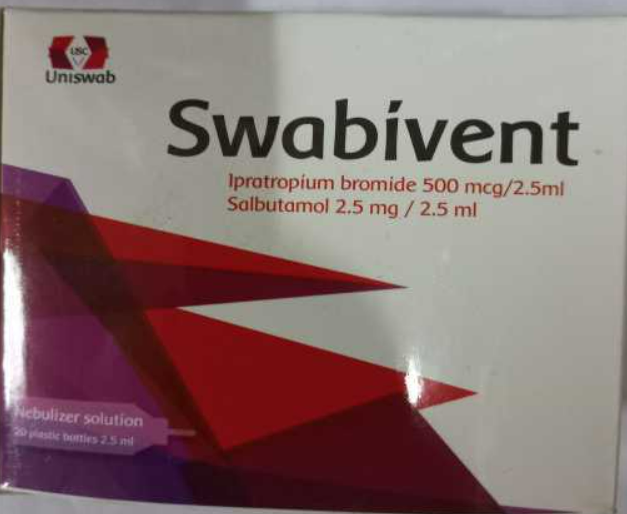 USC
Uniswab
Swabivent
Ipratropium bromide 500 mcg/2.5ml
Salbutamol 2.5 mg / 2.5 ml
Nebulizer solution
20 plastic bottles 2.5 ml